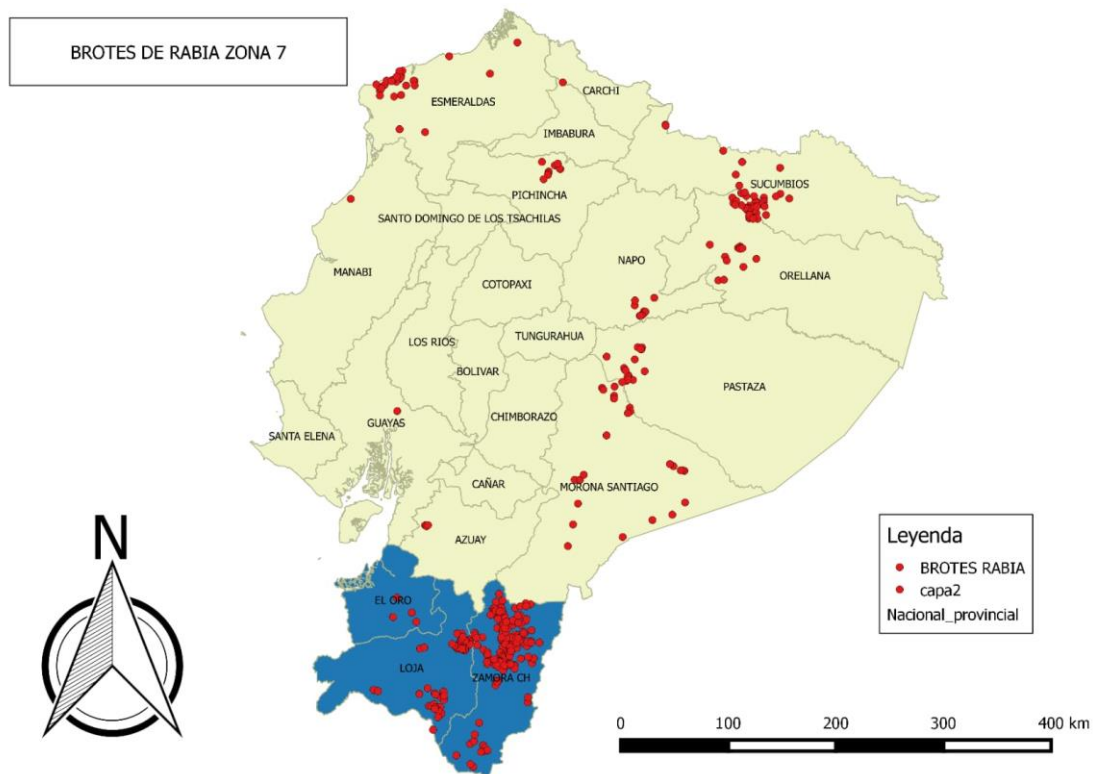 BROTES DE RABIA ZONA 7
CARCHI
ESMERALDAS
IMBABURA
SUCUMBIOS
PICHINCHA
SANTO DOMINGO DE LOS TSACHILAS
NAPO
MANABI
ORELLANA
COTOPAXI
TUNGURAHUA
LOS RIOS
BOLIVAR
PASTAZA
CHIMBORAZO
GUAYAS
SANTA ELENA
CAÑAR
MORONA SANTIAGO
AZUAY
N
Leyenda
BROTES RABIA
capa2
Nacional_provincial
EL ORO
LOJA
ZAMORA CH
0 100 200 300 400 km